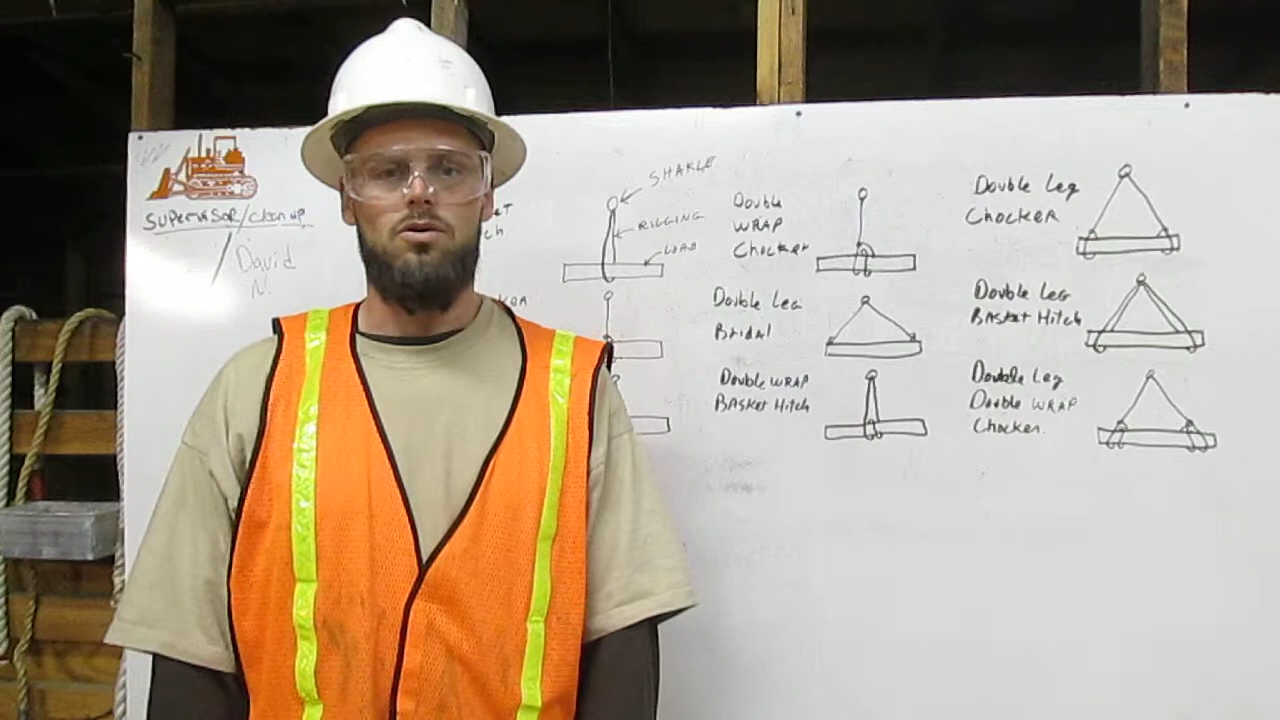 SUPERVISOR/clean up
David
N.
SHAKLE
RIGGING
LOAD
Double
WRAP
Chocker
Double Leg
Bridal
Double WRAP
BASKET Hitch
Double Leg
Chocker
Double Leg
BASKET Hitch
Double Leg
Double WRAP
Chocker.